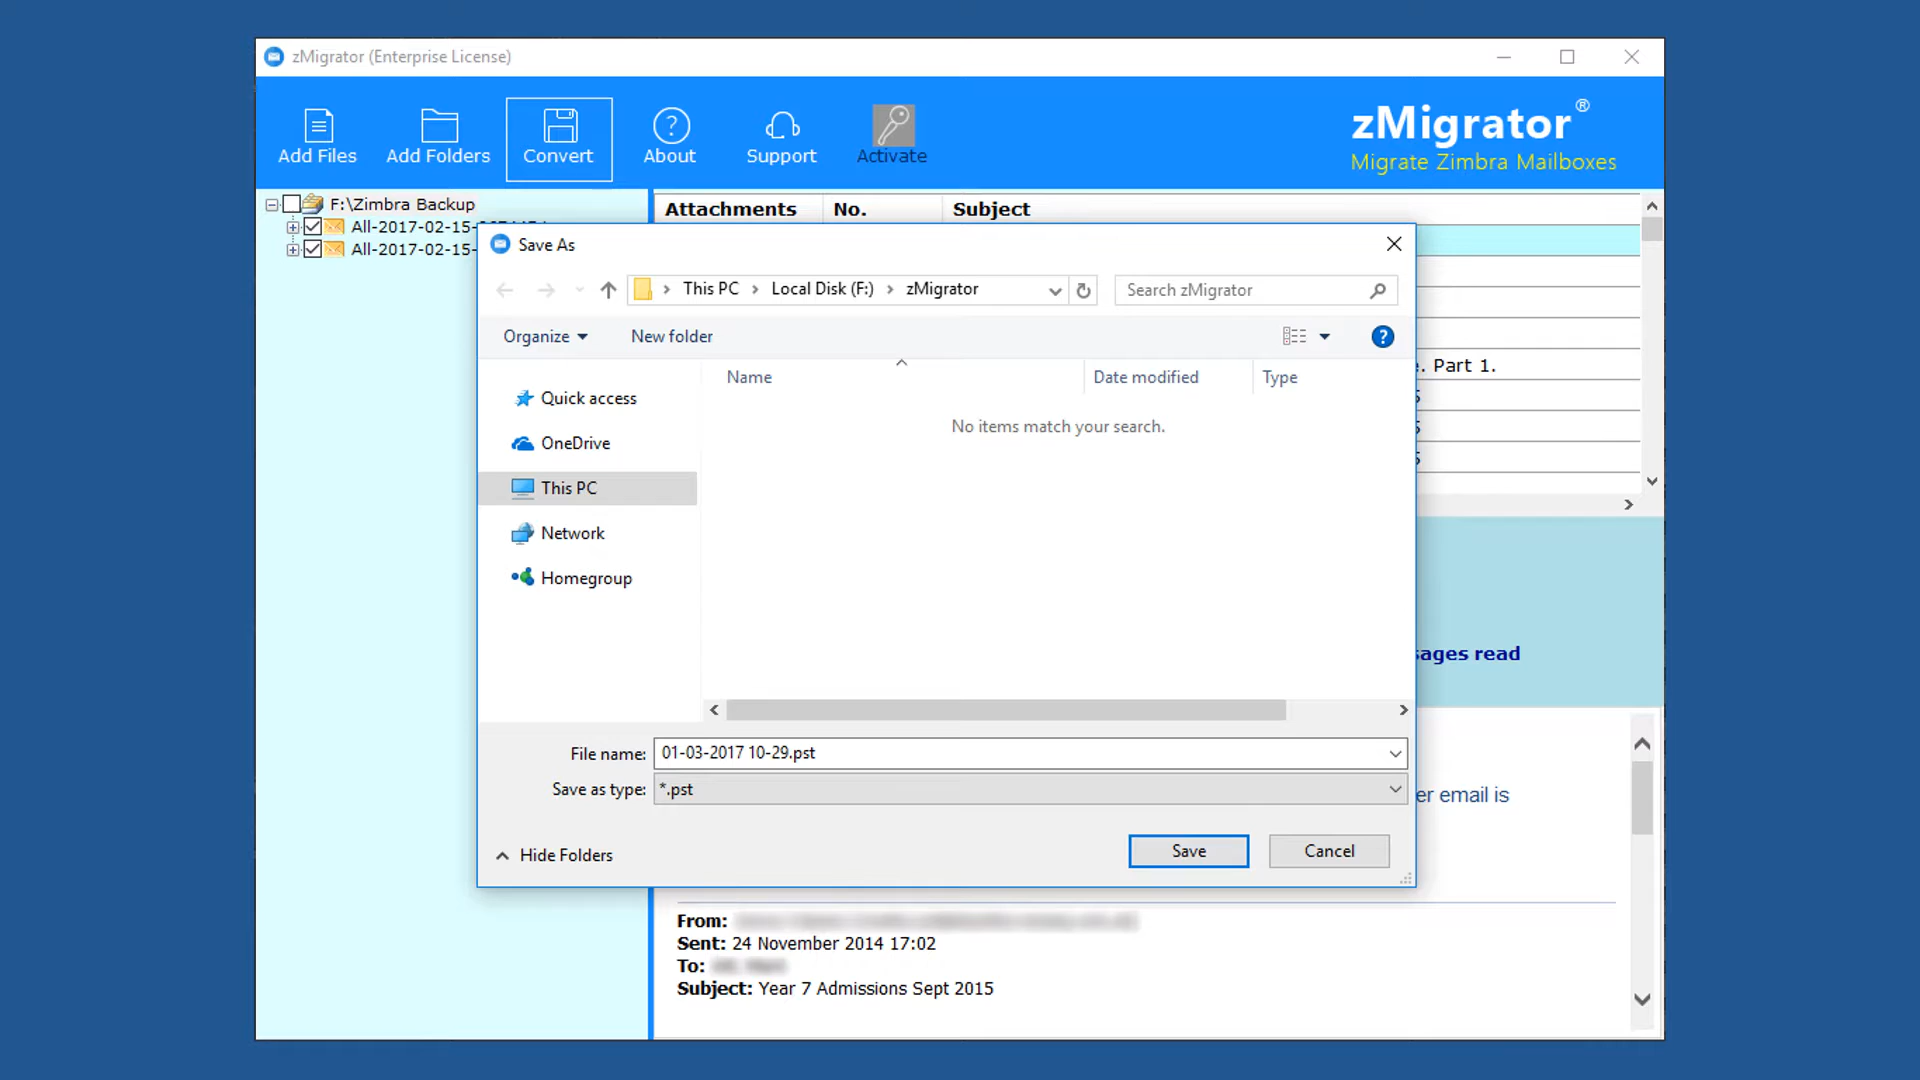 zMigrator (Enterprise License)
Add Files
Add Folders
Convert
About
Support
Activate
zMigrator ®
Migrate Zimbra Mailboxes
F:\Zimbra Backup
All-2017-02-15-
All-2017-02-15-
Attachments No. Subject
Save As
This PC > Local Disk (F:) > zMigrator
Search zMigrator
Organize
New folder
?
Name Date modified Type
No items match your search.
Quick access
OneDrive
This PC
Network
Homegroup
e. Part 1.
5
5
5
sages read
File name: 01-03-2017 10-29.pst
Save as type: *.pst
er email is
Hide Folders
Save
Cancel
From:
Sent: 24 November 2014 17:02
To:
Subject: Year 7 Admissions Sept 2015